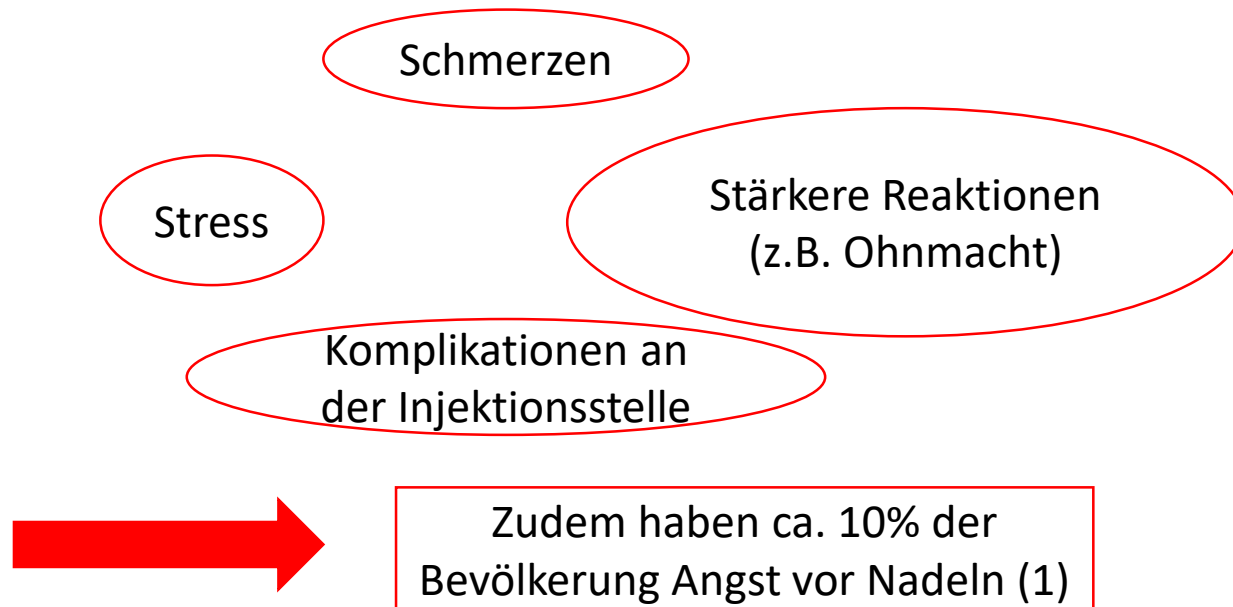 Schmerzen
Stress
Stärkere Reaktionen
(z.B. Ohnmacht)
Komplikationen an
der Injektionsstelle
Zudem haben ca. 10% der
Bevölkerung Angst vor Nadeln (1)